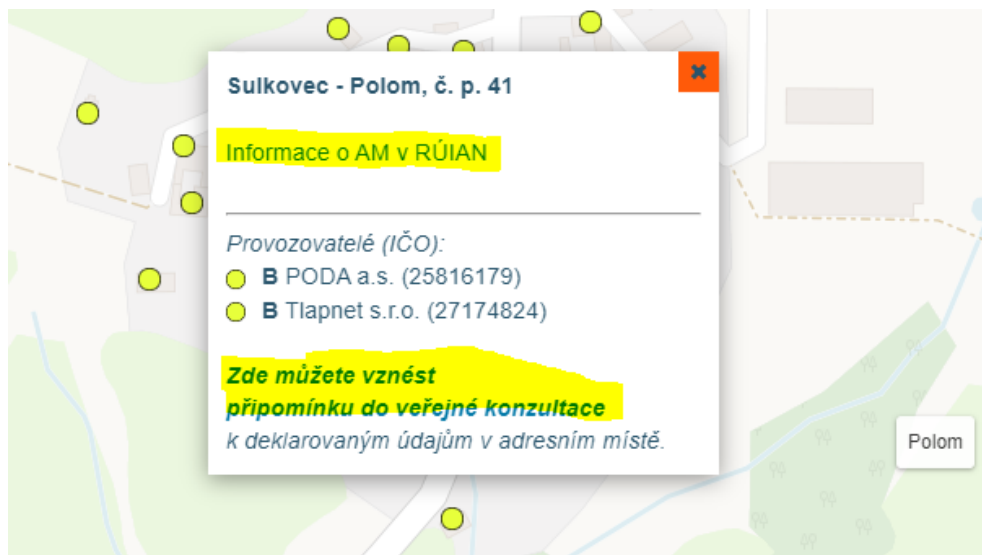 Sulkovec - Polom, č. p. 41
Informace o AM v RÚIAN
Provozovatelé (IČO):
B PODA a.s. (25816179)
B Tlapnet s.r.o. (27174824)
Zde můžete vznést
připomínku do veřejné konzultace
k deklarovaným údajům v adresním místě.
Polom